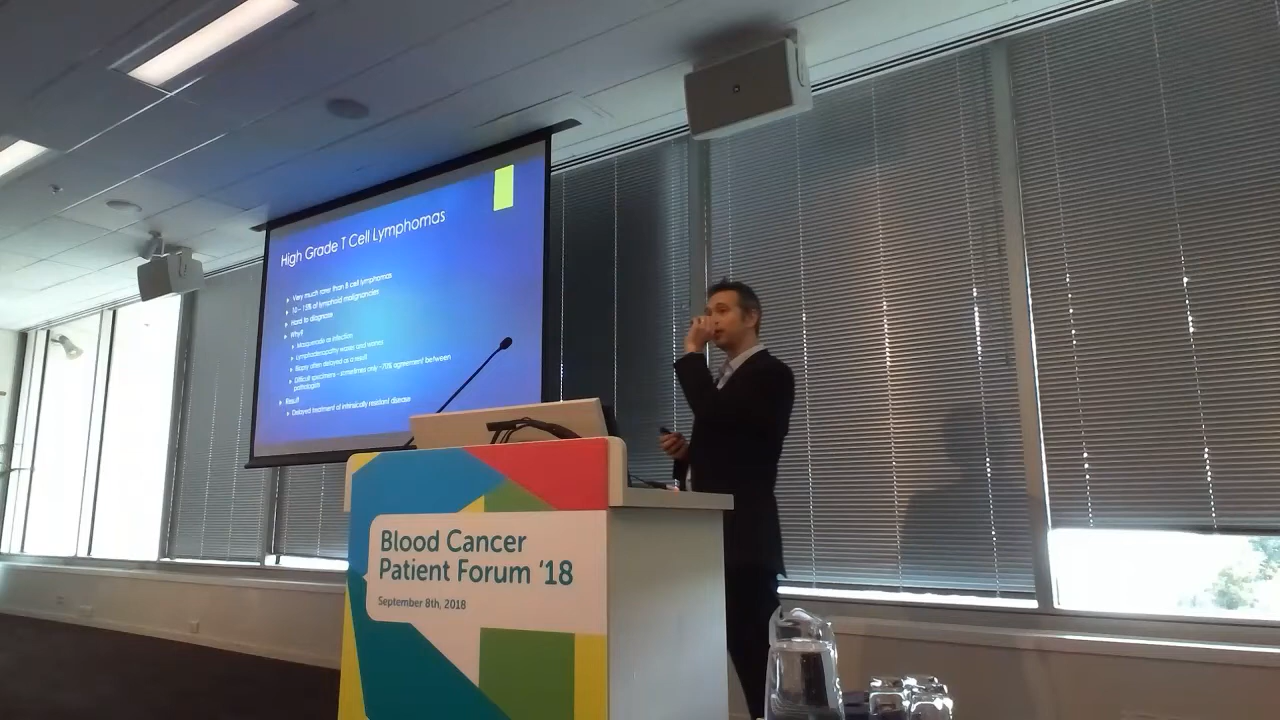 High Grade T Cell Lymphomas
Very much rarer than B cell lymphomas
10 – 15% of lymphoid malignancies
Hard to diagnose
Why?
Masquerade as infection
Lymphadenopathy waxes and wanes
Biopsy often delayed as a result
Difficult specimens - sometimes only ~70% agreement between
pathologists
Result
Delayed treatment of intrinsically resistant disease
Blood Cancer
Patient Forum '18
September 8th, 2018